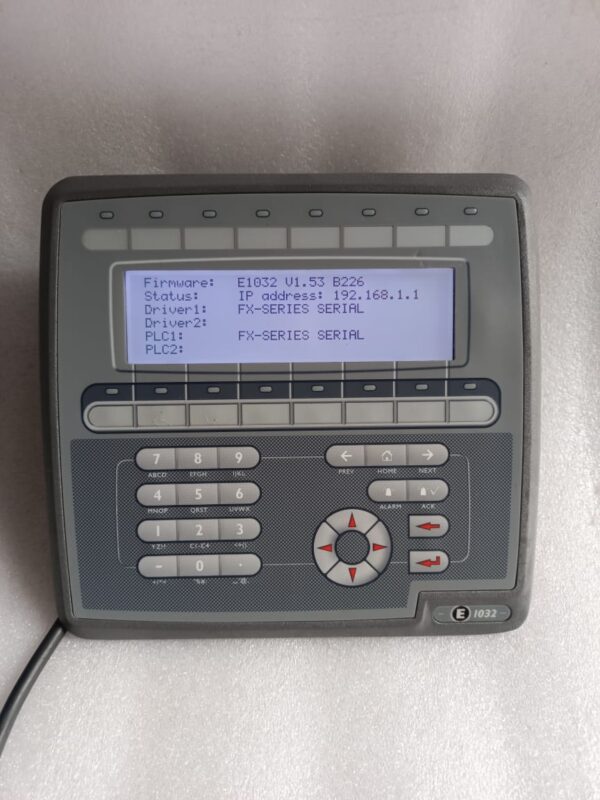 Firmware: E1032 V1.53 B226
Status: IP address: 192.168.1.1
Driver1: FX-SERIES SERIAL
Driver2:
PLC1: FX-SERIES SERIAL
PLC2:
7 8 9
ABCD EFGH IJKL
PREV HOME NEXT
4 5 6
MNOP QRST UVWX
ALARM ACK
1 2 3
YZ
- 0 .
E 1032